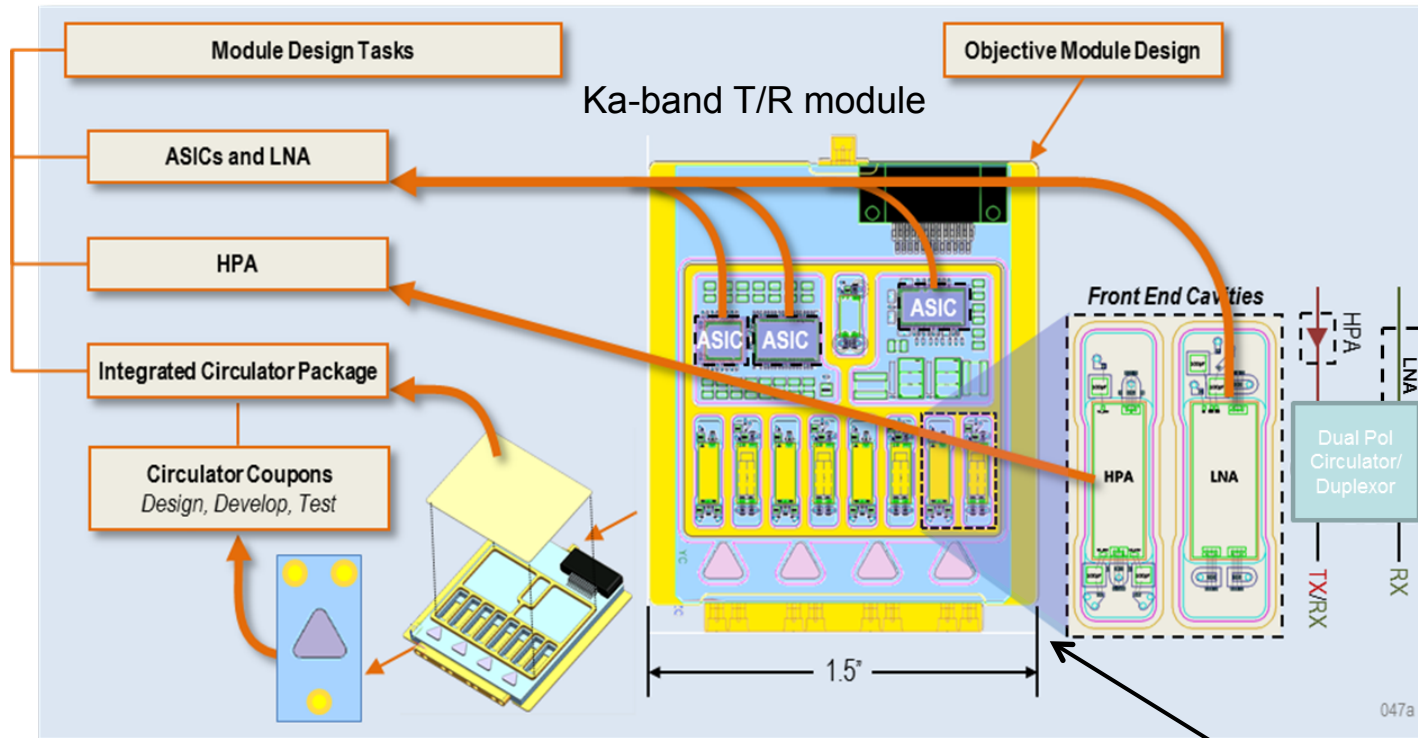 Module Design Tasks
Objective Module Design
Ka-band T/R module
ASICs and LNA
HPA
Integrated Circulator Package
Circulator Coupons
Design, Develop, Test
ASIC
ASIC
ASIC
Front End Cavities
HPA
LNA
HPA
LNA
Dual Pol
Circulator/
Duplexor
TX/RX
RX
1.5"
047a